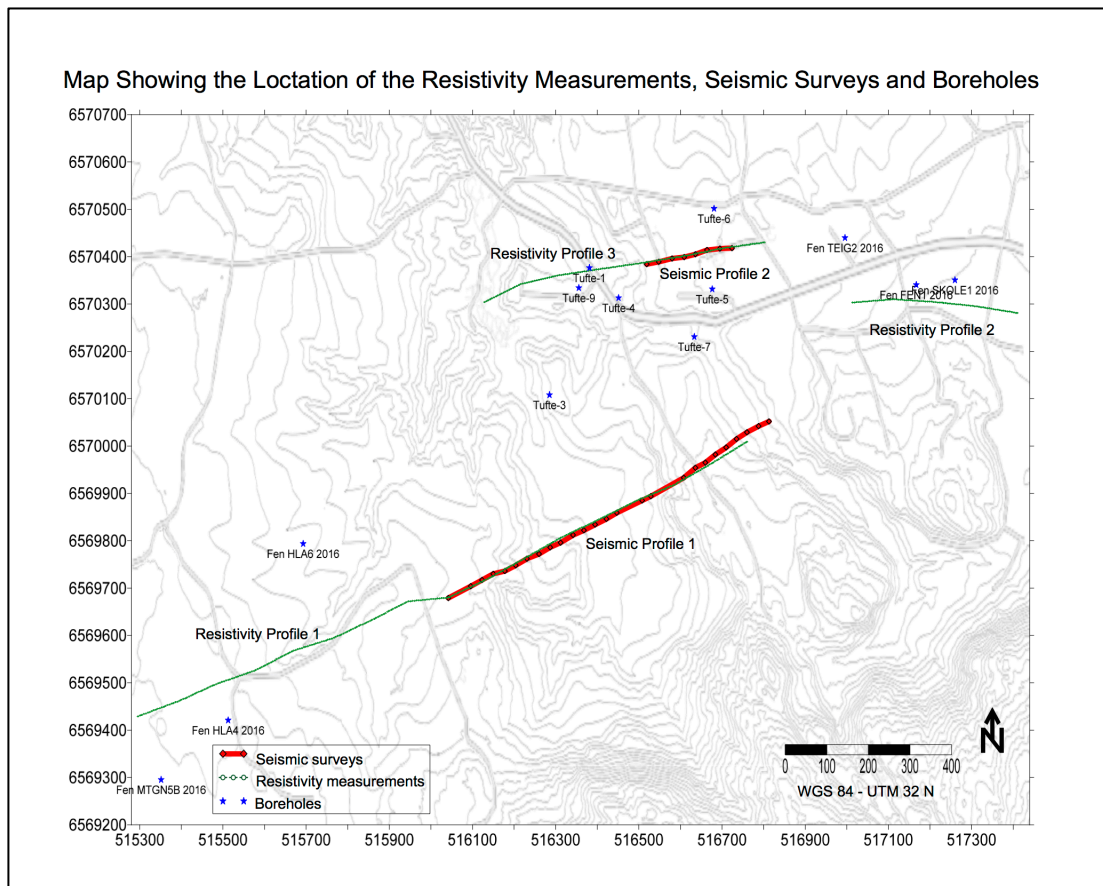 Map Showing the Loctation of the Resistivity Measurements, Seismic Surveys and Boreholes
6570700
6570600
6570500
6570400
6570300
6570200
6570100
6570000
6569900
6569800
6569700
6569600
6569500
6569400
6569300
6569200
Tufte-6
Resistivity Profile 3
Fen TEIG2 2016
Tufte-1
Seismic Profile 2
Tufte-9
Tufte-4
Tufte-5
Fen FEN1 2016
Fen SKOLE1 2016
Resistivity Profile 2
Tufte-7
Tufte-3
Seismic Profile 1
Fen HLA6 2016
Resistivity Profile 1
Fen HLA4 2016
Fen MTGN5B 2016
Seismic surveys
Resistivity measurements
Boreholes
N
0 100 200 300 400
WGS 84 - UTM 32 N
515300 515500 515700 515900 516100 516300 516500 516700 516900 517100 517300